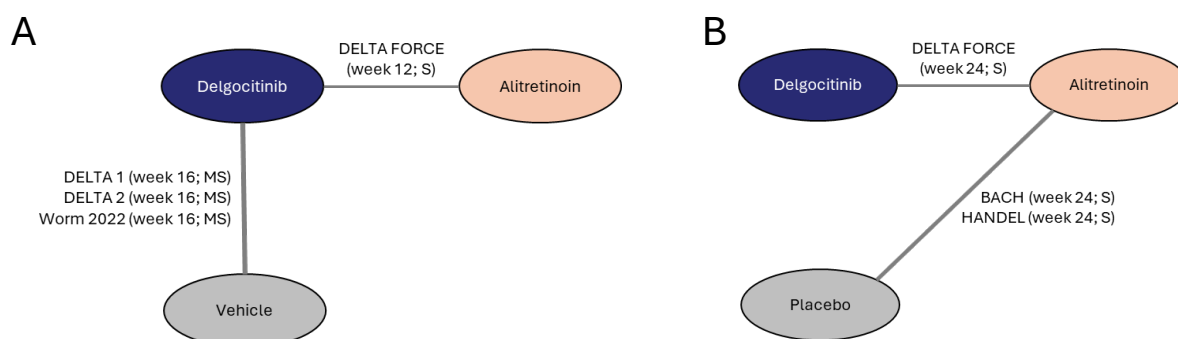 A
Delgocitinib
DELTA FORCE
(week 12; S)
Alitretinoin
DELTA 1 (week 16; MS)
DELTA 2 (week 16; MS)
Worm 2022 (week 16; MS)
Vehicle
B
Delgocitinib
DELTA FORCE
(week 24; S)
Alitretinoin
BACH (week 24; S)
HANDEL (week 24; S)
Placebo